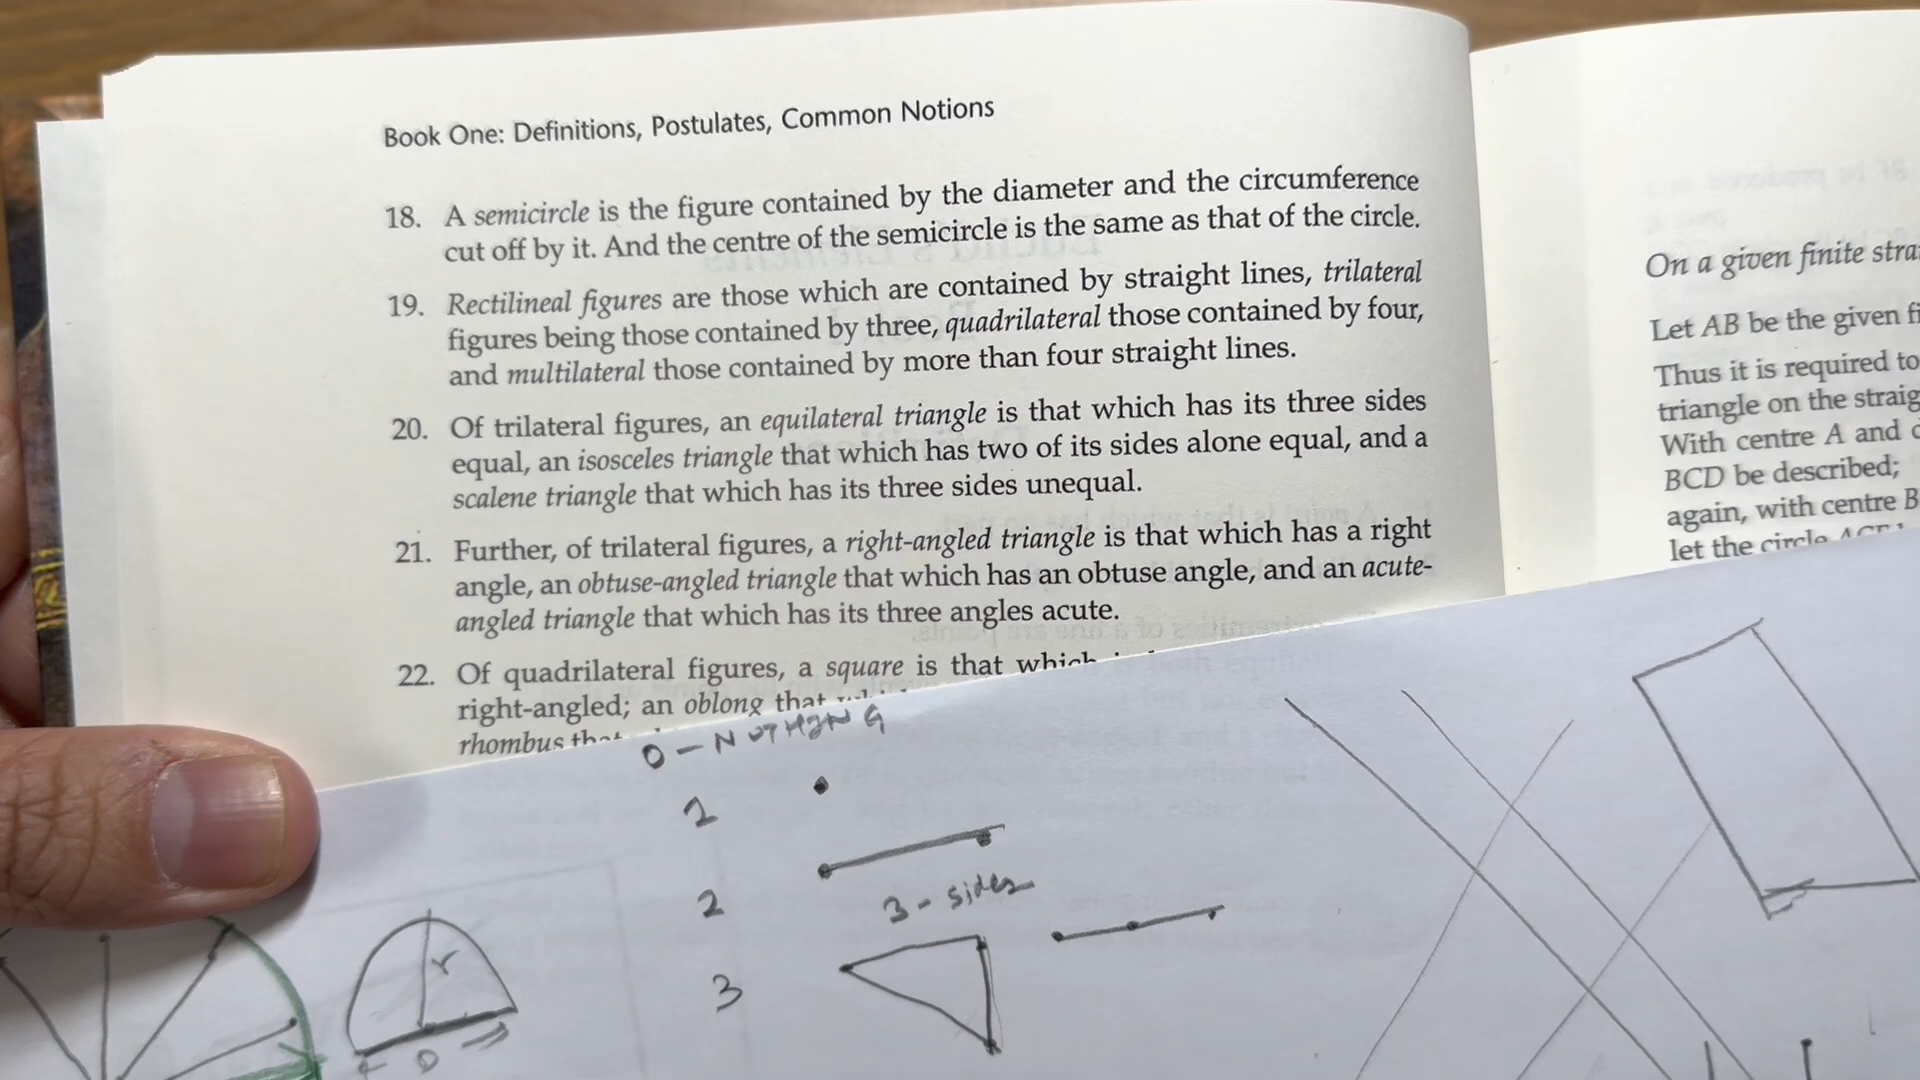 Book One: Definitions, Postulates, Common Notions
18. A semicircle is the figure contained by the diameter and the circumference
cut off by it. And the centre of the semicircle is the same as that of the circle.
19. Rectilineal figures are those which are contained by straight lines, trilateral
figures being those contained by three, quadrilateral those contained by four,
and multilateral those contained by more than four straight lines.
20. Of trilateral figures, an equilateral triangle is that which has its three sides
equal, an isosceles triangle that which has two of its sides alone equal, and a
scalene triangle that which has its three sides unequal.
21. Further, of trilateral figures, a right-angled triangle is that which has a right
angle, an obtuse-angled triangle that which has an obtuse angle, and an acute-
angled triangle that which has its three angles acute.
22. Of quadrilateral figures, a square is that which
right-angled; an oblong that
rhombus that
On a given finite stra
Let AB be the given fi
Thus it is required to
triangle on the straig
With centre A and
BCD be described;
again, with centre B
let the circle
0 - NOTHING
1
2
3 - sides
3
r
D